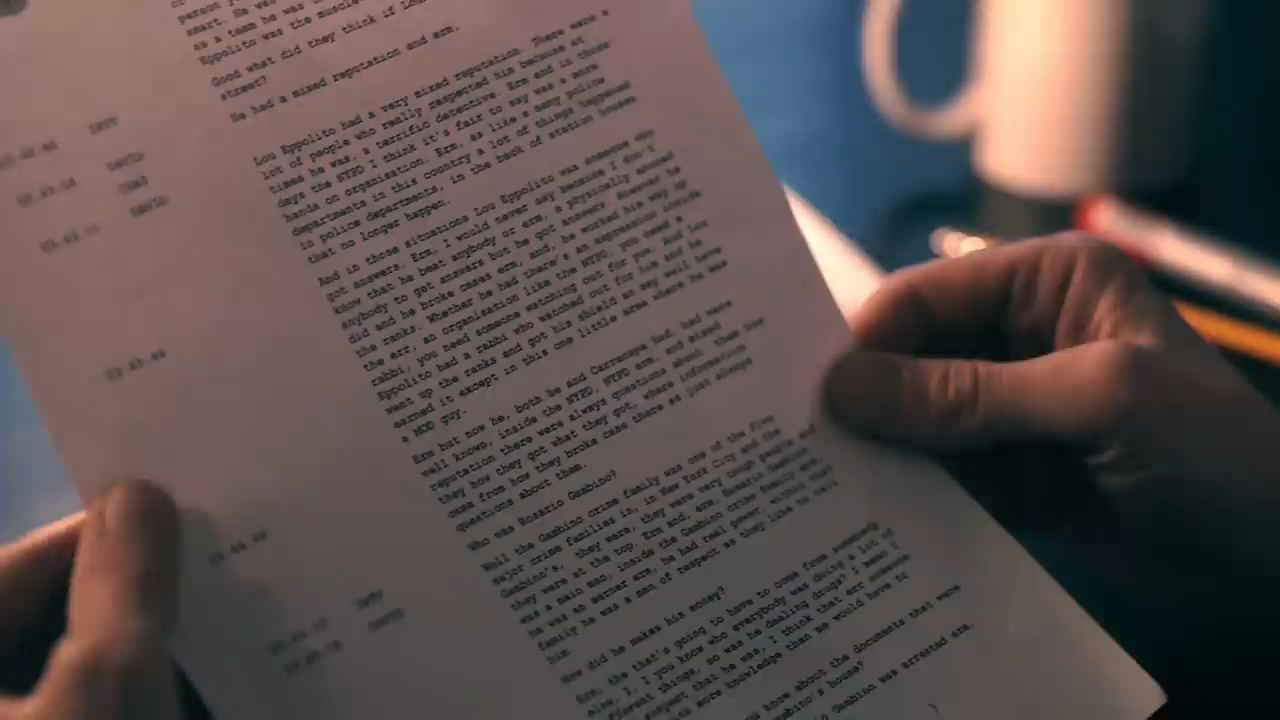 person
smart. He was
as a team he was
Eppolito was the muscle
Good what did they think if Lou
street?
He had a mixed reputation and erm,
Lou Eppolito had a very mixed reputation. There were a
lot of people who really respected him because at
times he was, a terrific detective. Erm and in those
days the NYPD I think it's fair to say was a more
hands on organisation. Erm, as like a many police
departments in this country a lot of things happened
in police departments, in the back of station houses
that no longer happen.
And in those situations Lou Eppolito was someone who
got answers. Erm, I would never say because I don't
know that he beat anybody or erm, a physically abused
anybody to get answers but he got answers. However he
did and he broke cases erm, and, he worked his way up
the ranks. Whether he had there's an expression inside
the err, an organisation like the NYPD, you need a
rabbi, you need someone watching out for you. And Lou
Eppolito had a rabbi who watched out for him and he
went up the ranks and got his shield
earned it except in this one little area where he was
a MOB guy.
Erm but now he, both he and Carracapa had, had were
well known, inside the NYPD, NYPD erm, and mixed
reputation there were always questions about, them how
they how they got what they got, where information
came from how they broke case there as just always
questions about them.
Who was Rosario Gambino?
Well the Gambino crime family was one of the five
major crime families in, in New York City and the
Gambino's, they were, they were very tough people and
they were at the top. Erm and, erm Rosario Gambino
was a main man, inside the Gambino crime family erm,
he was an earner erm, he had real power, within that
family he was a man of respect as they like to call
him
How did he makes his money?
Erm, the that's going to have to come from somebody
else, I, I you know who everybody was doing a lot of
different things, so was he dealing drugs? I mean I
suspect that he was, I think that err someone
with more knowledge than me would have to
know about the documents that were
Gambino's house?
Gambino was arrested erm,